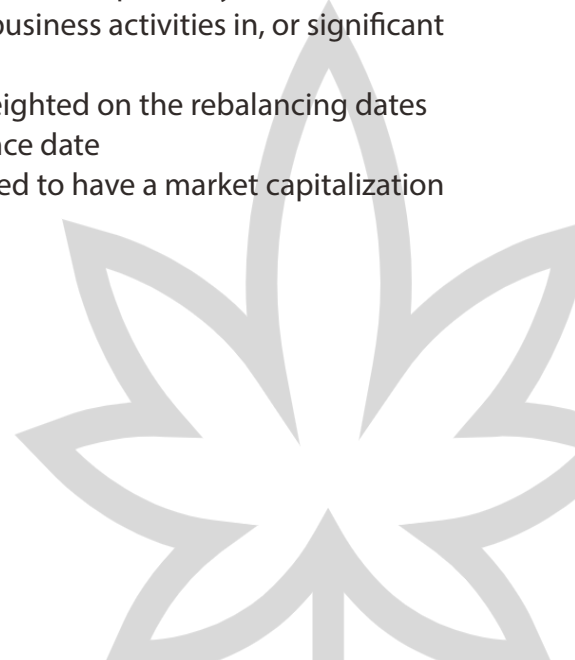 business activities in, or significant
eighted on the rebalancing dates
nce date
ed to have a market capitalization